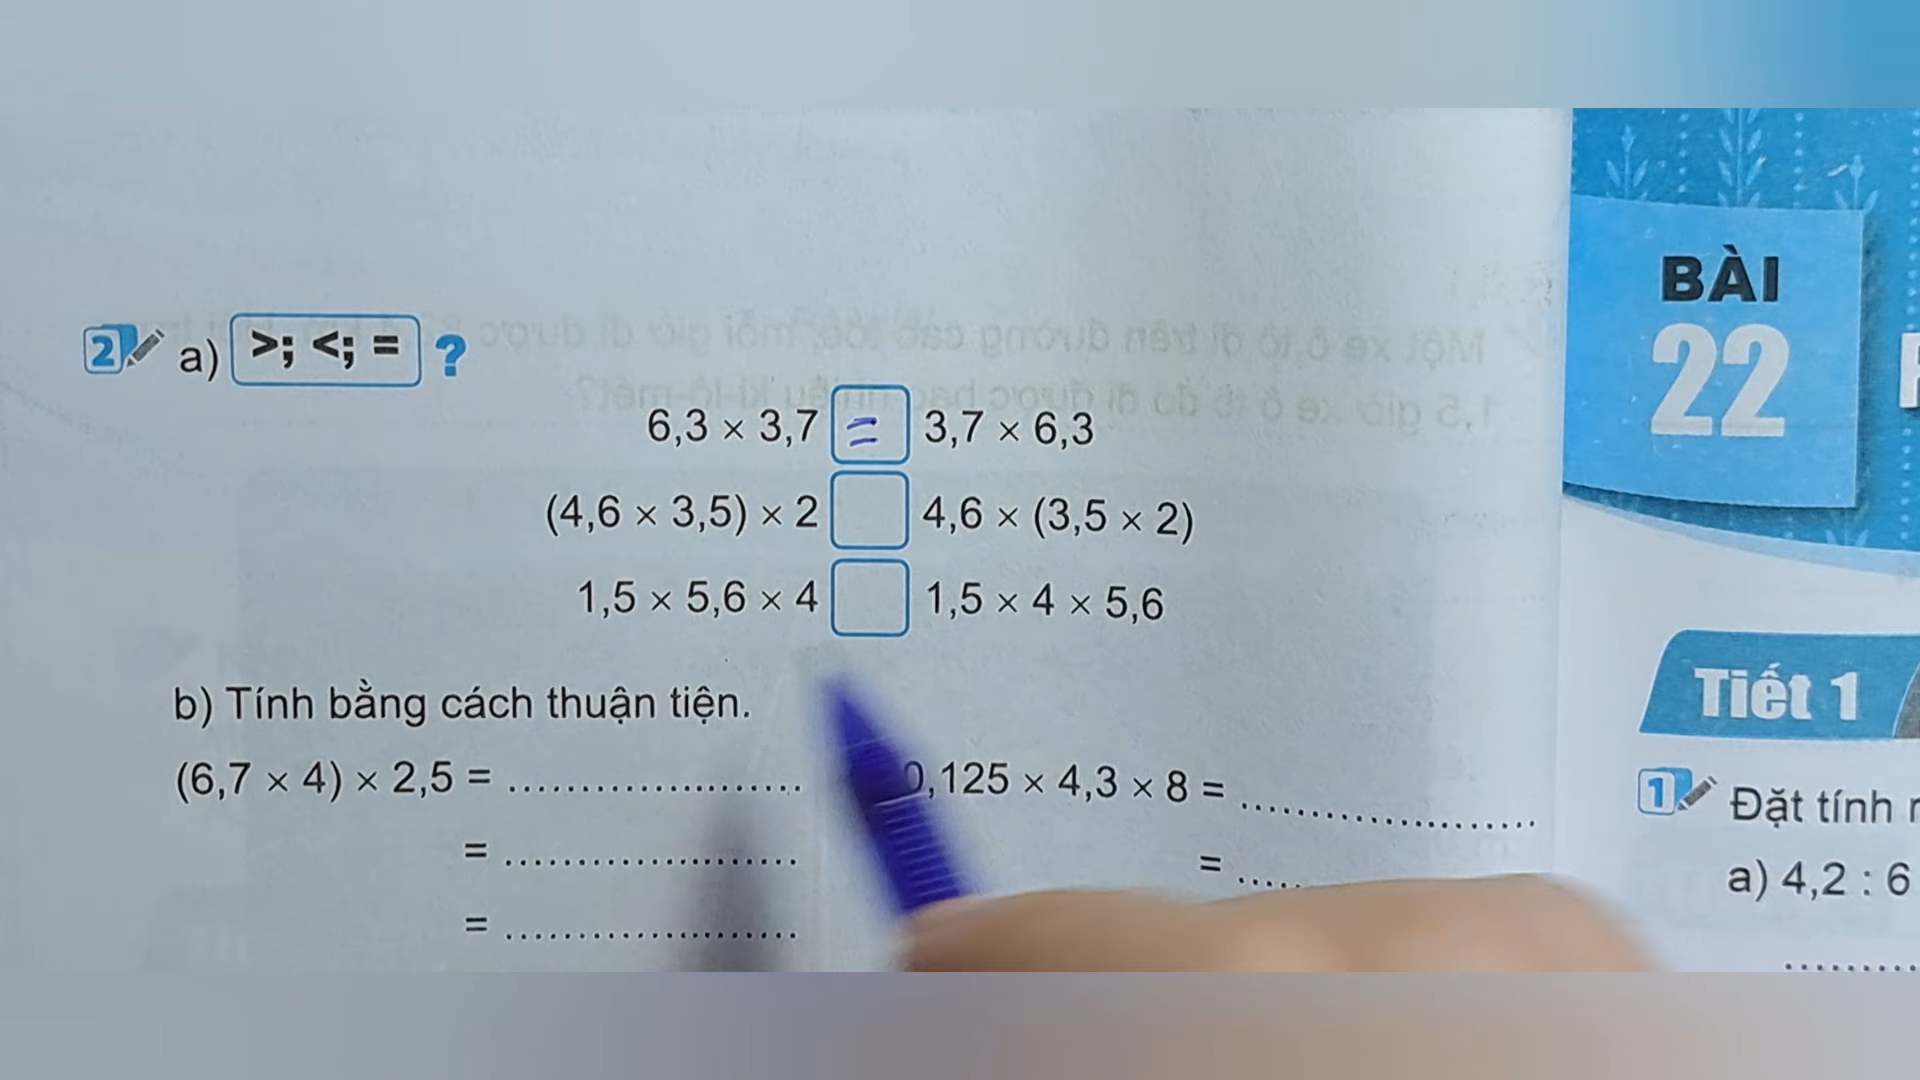 2 a) >; <; = ?
6,3 × 3,7 = 3,7 × 6,3
(4,6 × 3,5) × 2 4,6 × (3,5 × 2)
1,5 × 5,6 × 4 1,5 × 4 × 5,6
b) Tính bằng cách thuận tiện.
(6,7 × 4) × 2,5 = ....................
= ....................
= ....................
0,125 × 4,3 × 8 = ....................
= ....
BÀI
22
Tiết 1
1 Đặt tính
a) 4,2 : 6
.........